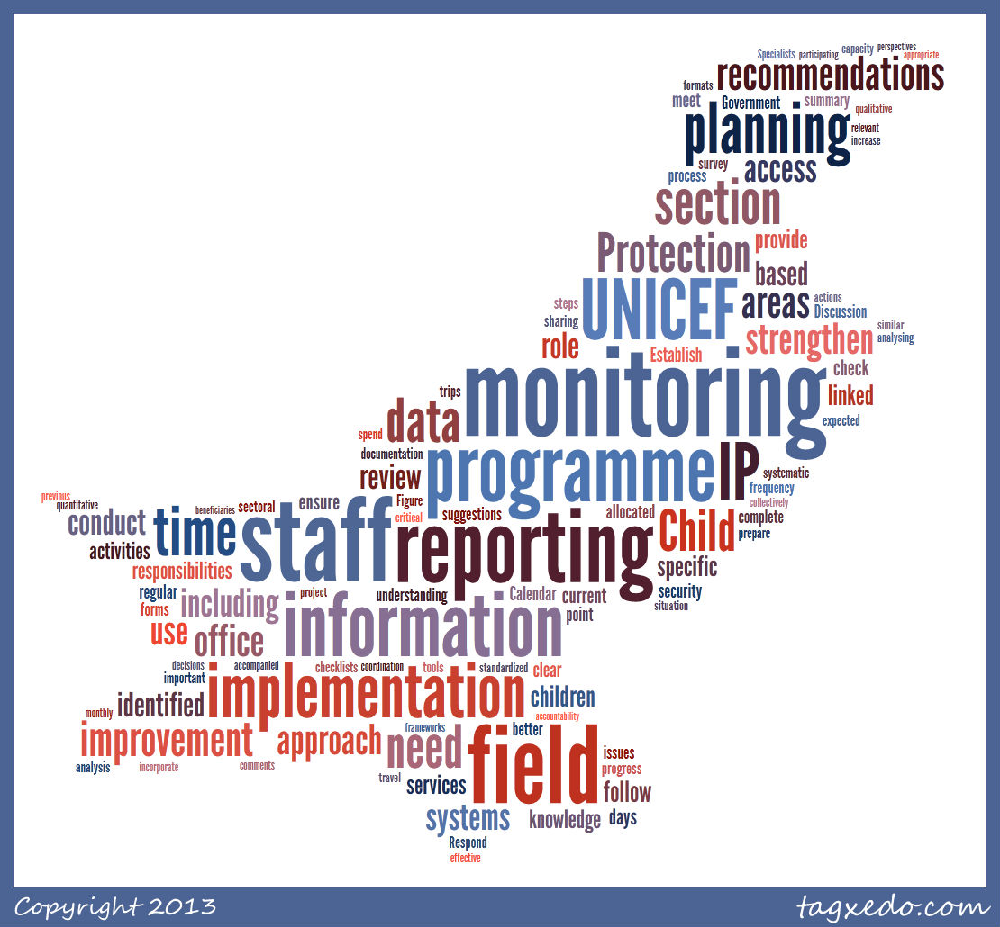 Specialists participating capacity perspectives
appropriate
recommendations
formats
meet Government summary qualitative
planning relevant
increase
survey access
process
section
Protection provide
based
UNICEF areas actions
Discussion
steps
sharing
similar
analysing
role Establish strengthen
check
monitoring linked
trips
data expected
spend
documentation
programme IP systematic
review frequency
collectively
previous
quantitative
beneficiaries sectoral ensure Figure
critical suggestions allocated
conduct time staff reporting Child complete
prepare
activities
responsibilities specific
regular including project understanding Calendar current security
forms situation
point
use office information
decisions accompanied checklists coordination tools standardized clear
important
identified implementation children
monthly accountability
improvement approach frameworks need better
field issues
analysis incorporate comments progress
travel services follow
systems knowledge days
Respond
effective
Copyright 2013 tagxedo.com